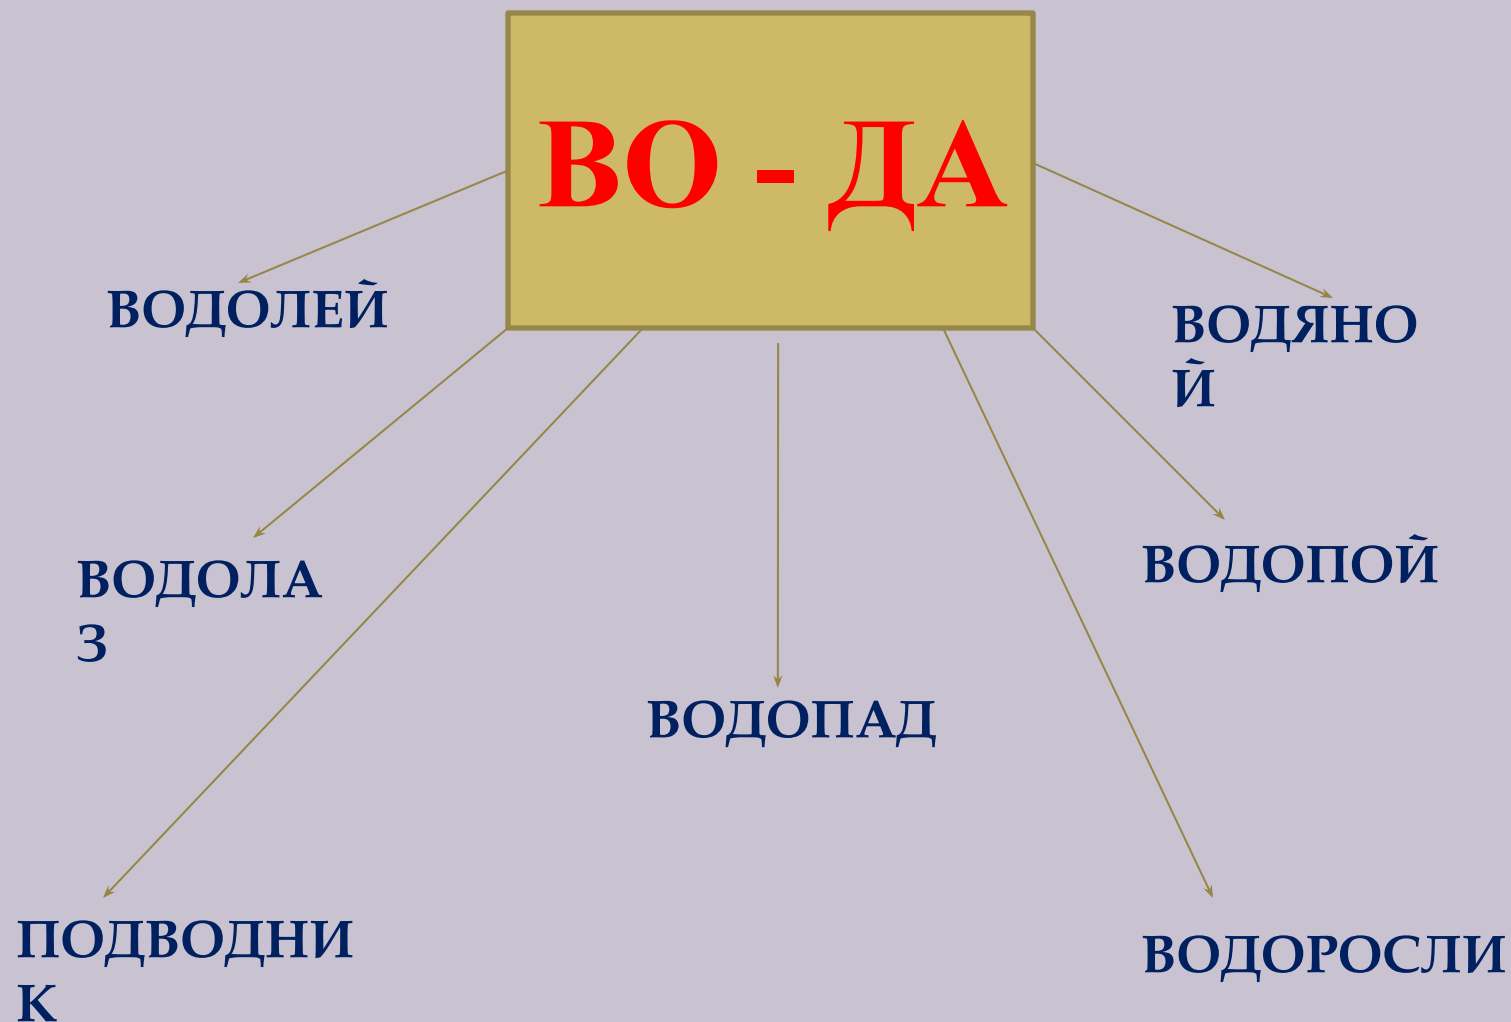 ВО - ДА
ВОДОЛЕЙ
ВОДЯНО
Й
ВОДОЛА
З
ВОДОПОЙ
ВОДОПАД
ПОДВОДНИ
К
ВОДОРОСЛИ